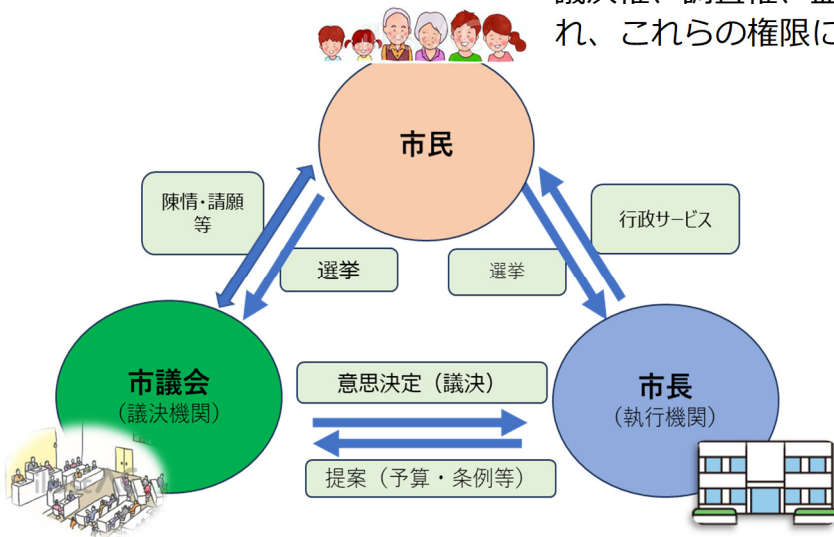 れ、これらの権限に
市民
陳情・請願
等
行政サービス
選挙
選挙
市議会
(議決機関)
意思決定（議決）
市長
(執行機関)
提案（予算・条例等）